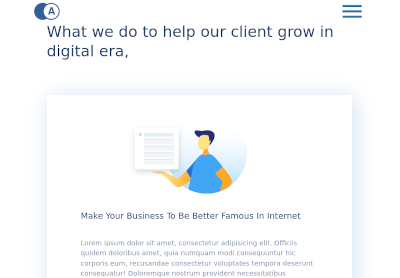 A
What we do to help our client grow in
digital era,
Make Your Business To Be Better Famous In Internet
Lorem ipsum dolor sit amet, consectetur adipisicing elit. Officiis
quidem doloribus amet, quia numquam modi consequuntur hic
corporis eum, recusandae consectetur voluptates tempora deserunt
consequatur! Doloremque nostrum provident necessitatibus